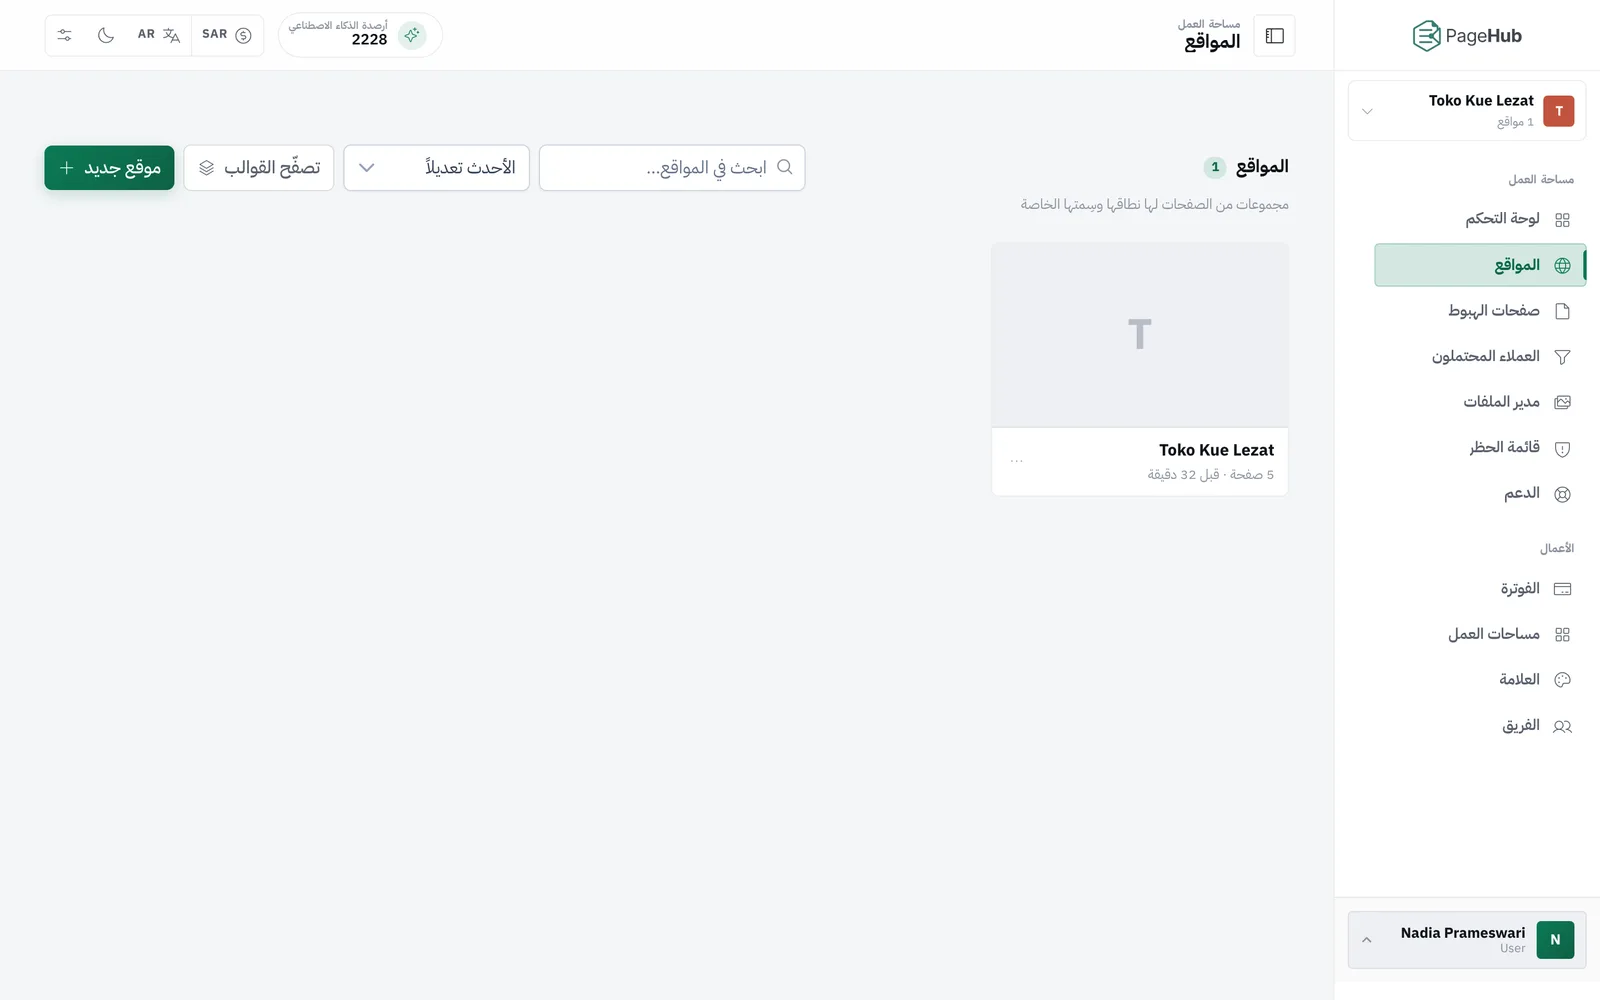 PageHub
T
Toko Kue Lezat
1 مواقع
مساحة العمل
لوحة التحكم
المواقع
صفحات الهبوط
العملاء المحتملون
مدير الملفات
قائمة الحظر
الدعم
الأعمال
الفوترة
مساحات العمل
العلامة
الفريق
N
Nadia Prameswari
User
مساحة العمل
المواقع
أرصدة الذكاء الاصطناعي
2228
SAR
AR
المواقع 1
مجموعات من الصفحات لها نطاقها وسِمتها الخاصة
ابحث في المواقع...
الأحدث تعديلاً
تصفّح القوالب
موقع جديد
T
Toko Kue Lezat
5 صفحة · قبل 32 دقيقة